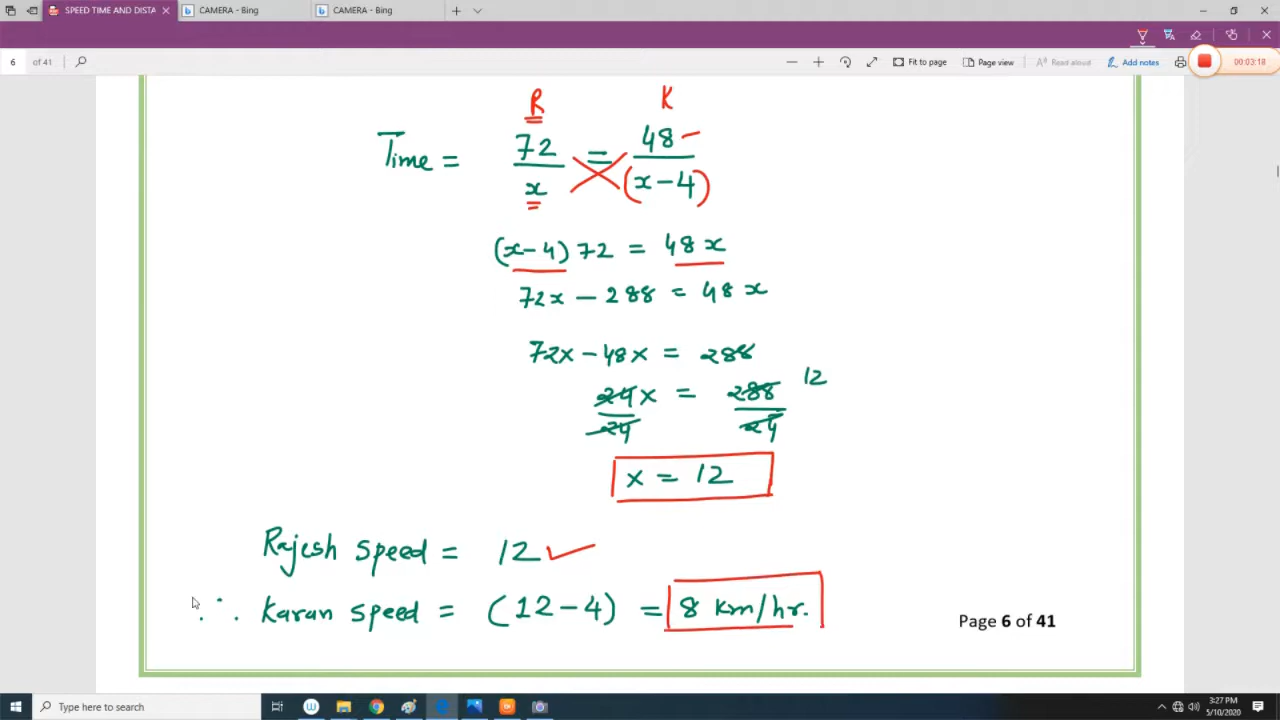 SPEED TIME AND DISTA
CAMERA - Bing
CAMERA - Bing
6 of 41
Fit to page
Page view
Read aloud
Add notes
00:03:18
R K
Time = 72/x = 48/(x-4)
(x-4) 72 = 48x
72x - 288 = 48x
72x - 48x = 288
24x/24 = 288/24 12
x = 12
Rajesh speed = 12 ✓
∴ Karan speed = (12-4) = 8 km/hr.
Page 6 of 41
Type here to search
3:27 PM
5/10/2020